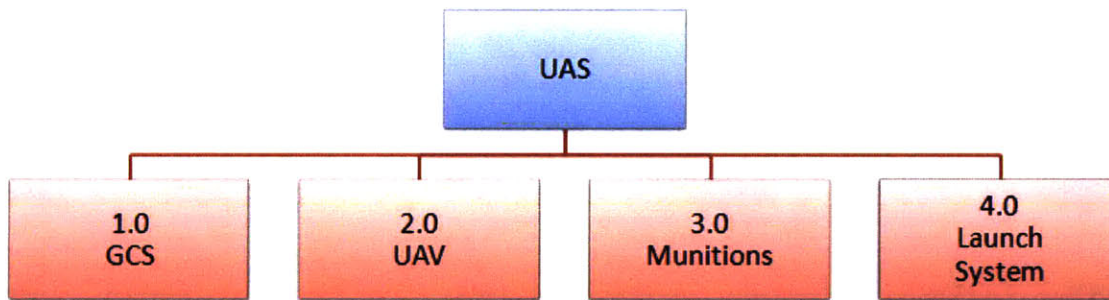 UAS
1.0
GCS
2.0
UAV
3.0
Munitions
4.0
Launch
System